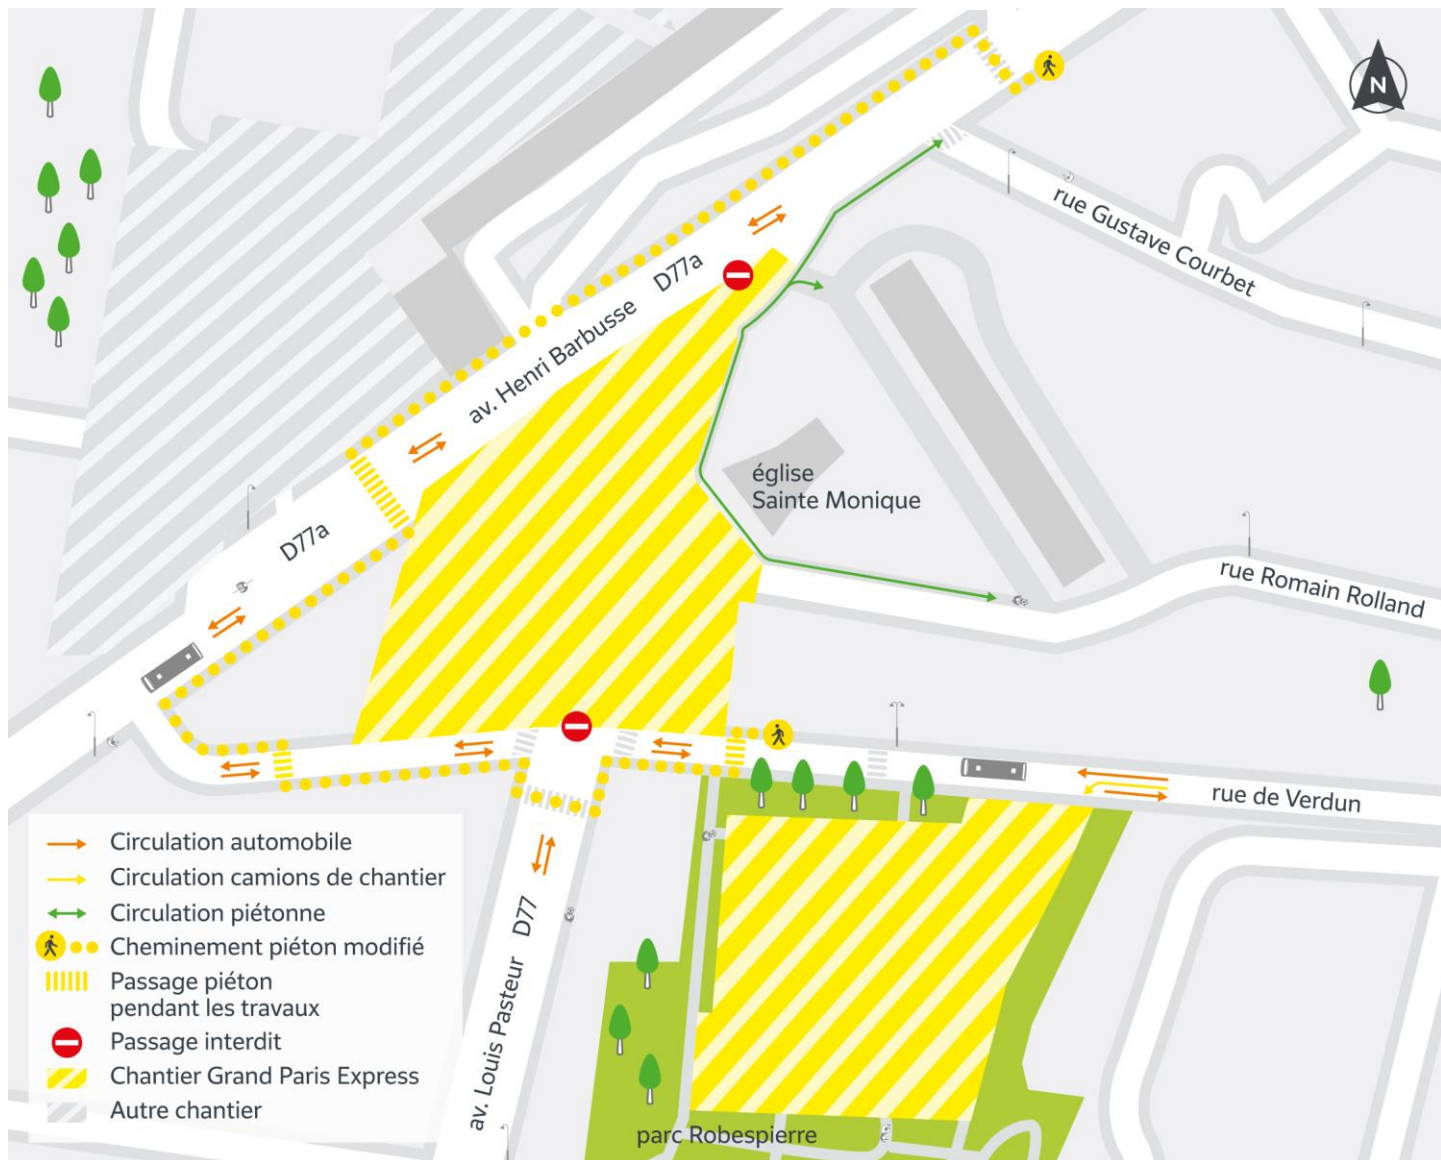 N
rue Gustave Courbet
D77a
av. Henri Barbusse
église
Sainte Monique
D77a
rue Romain Rolland
rue de Verdun
D77
av. Louis Pasteur
parc Robespierre
Circulation automobile
Circulation camions de chantier
Circulation piétonne
Cheminement piéton modifié
Passage piéton
pendant les travaux
Passage interdit
Chantier Grand Paris Express
Autre chantier